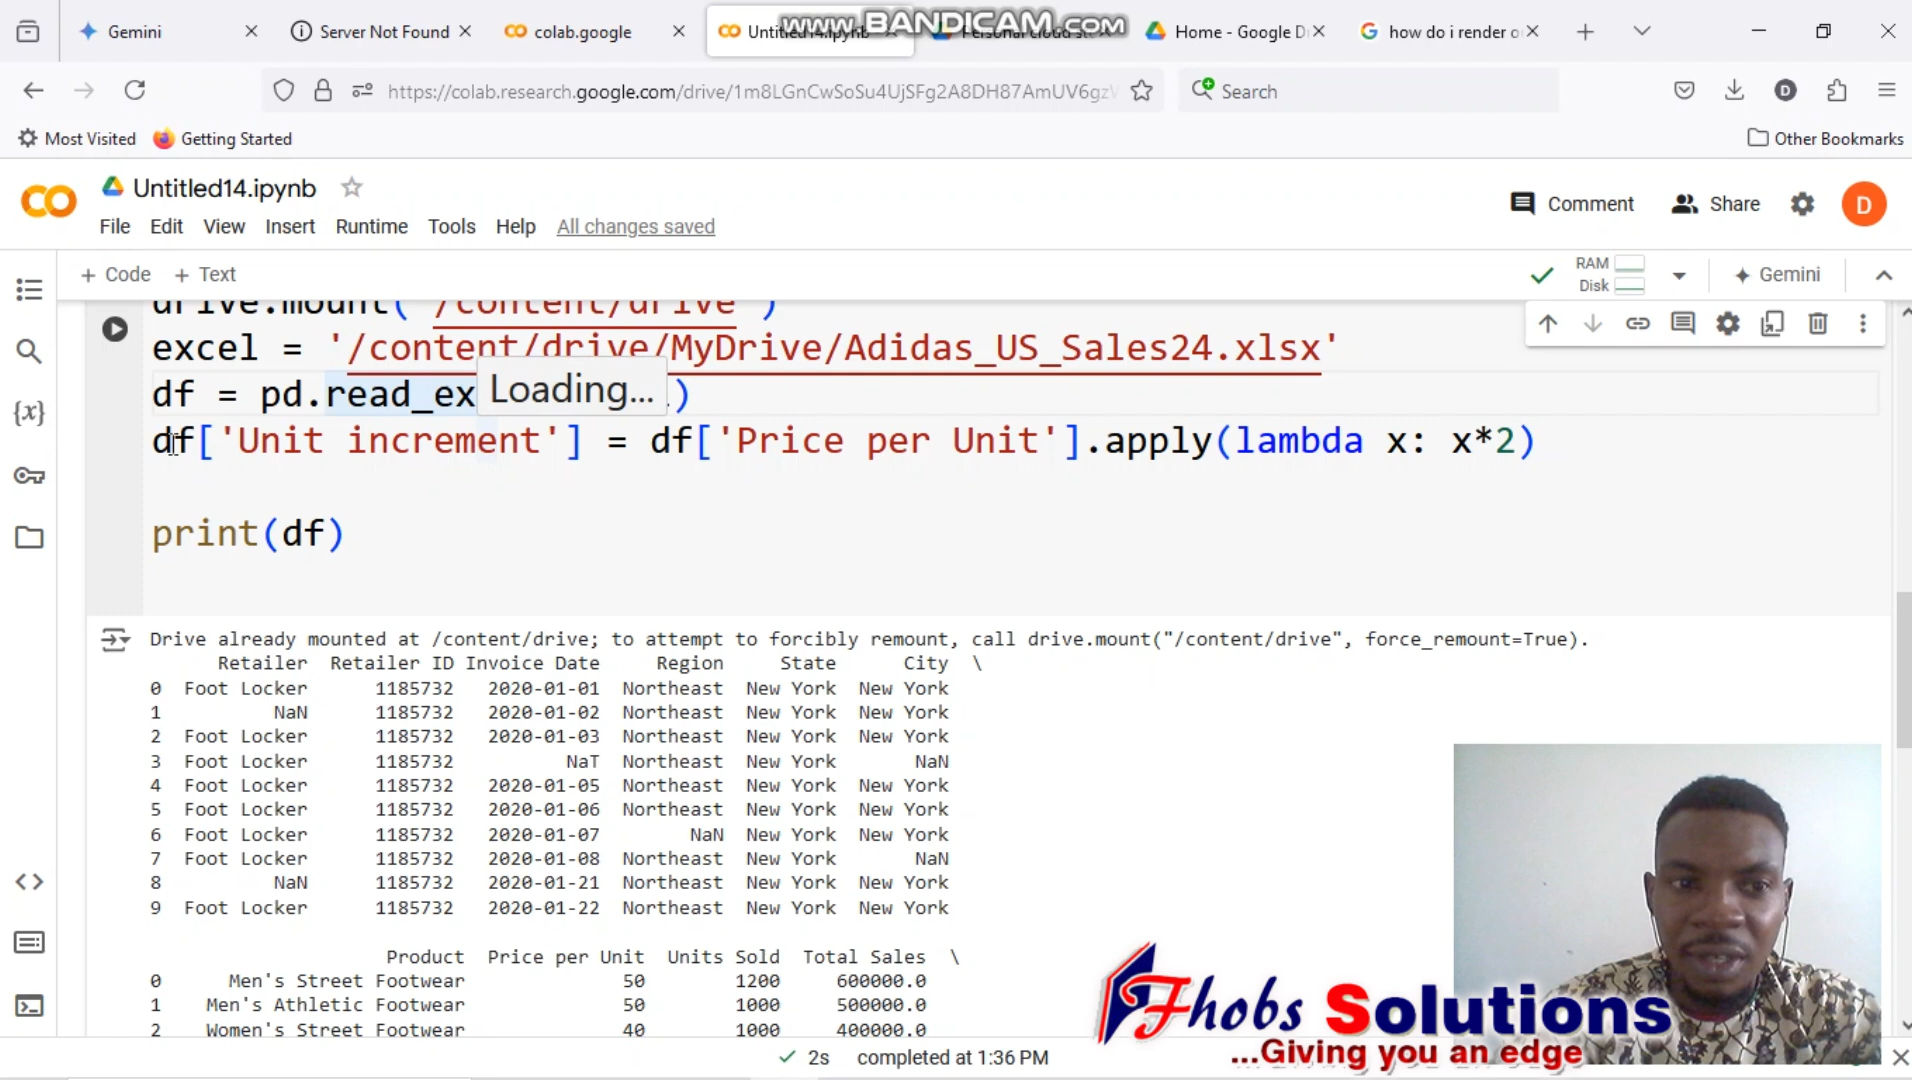 www.BANDICAM.com
Gemini
Server Not Found
colab.google
Untitled14.ipynb
Home - Google D
how do i render o
https://colab.research.google.com/drive/1m8LGnCwSoSu4UjSFg2A8DH87AmUV6gz
Search
D
Most Visited
Getting Started
Other Bookmarks
CO
Untitled14.ipynb
Comment
Share
D
File Edit View Insert Runtime Tools Help All changes saved
+ Code + Text
RAM
Disk
Gemini
drive.mount('/content/drive')
excel = '/content/drive/MyDrive/Adidas_US_Sales24.xlsx'
df = pd.read_ex
Loading...
)
df['Unit increment'] = df['Price per Unit'].apply(lambda x: x*2)
print(df)
Drive already mounted at /content/drive; to attempt to forcibly remount, call drive.mount("/content/drive", force_remount=True).
Retailer Retailer ID Invoice Date Region State City \
0 Foot Locker 1185732 2020-01-01 Northeast New York New York
1 NaN 1185732 2020-01-02 Northeast New York New York
2 Foot Locker 1185732 2020-01-03 Northeast New York New York
3 Foot Locker 1185732 NaT Northeast New York NaN
4 Foot Locker 1185732 2020-01-05 Northeast New York New York
5 Foot Locker 1185732 2020-01-06 Northeast New York New York
6 Foot Locker 1185732 2020-01-07 NaN New York New York
7 Foot Locker 1185732 2020-01-08 Northeast New York NaN
8 NaN 1185732 2020-01-21 Northeast New York New York
9 Foot Locker 1185732 2020-01-22 Northeast New York New York
Product Price per Unit Units Sold Total Sales \
0 Men's Street Footwear 50 1200 600000.0
1 Men's Athletic Footwear 50 1000 500000.0
2 Women's Street Footwear 40 1000 400000.0
2s completed at 1:36 PM
Fhobs Solutions
...Giving you an edge